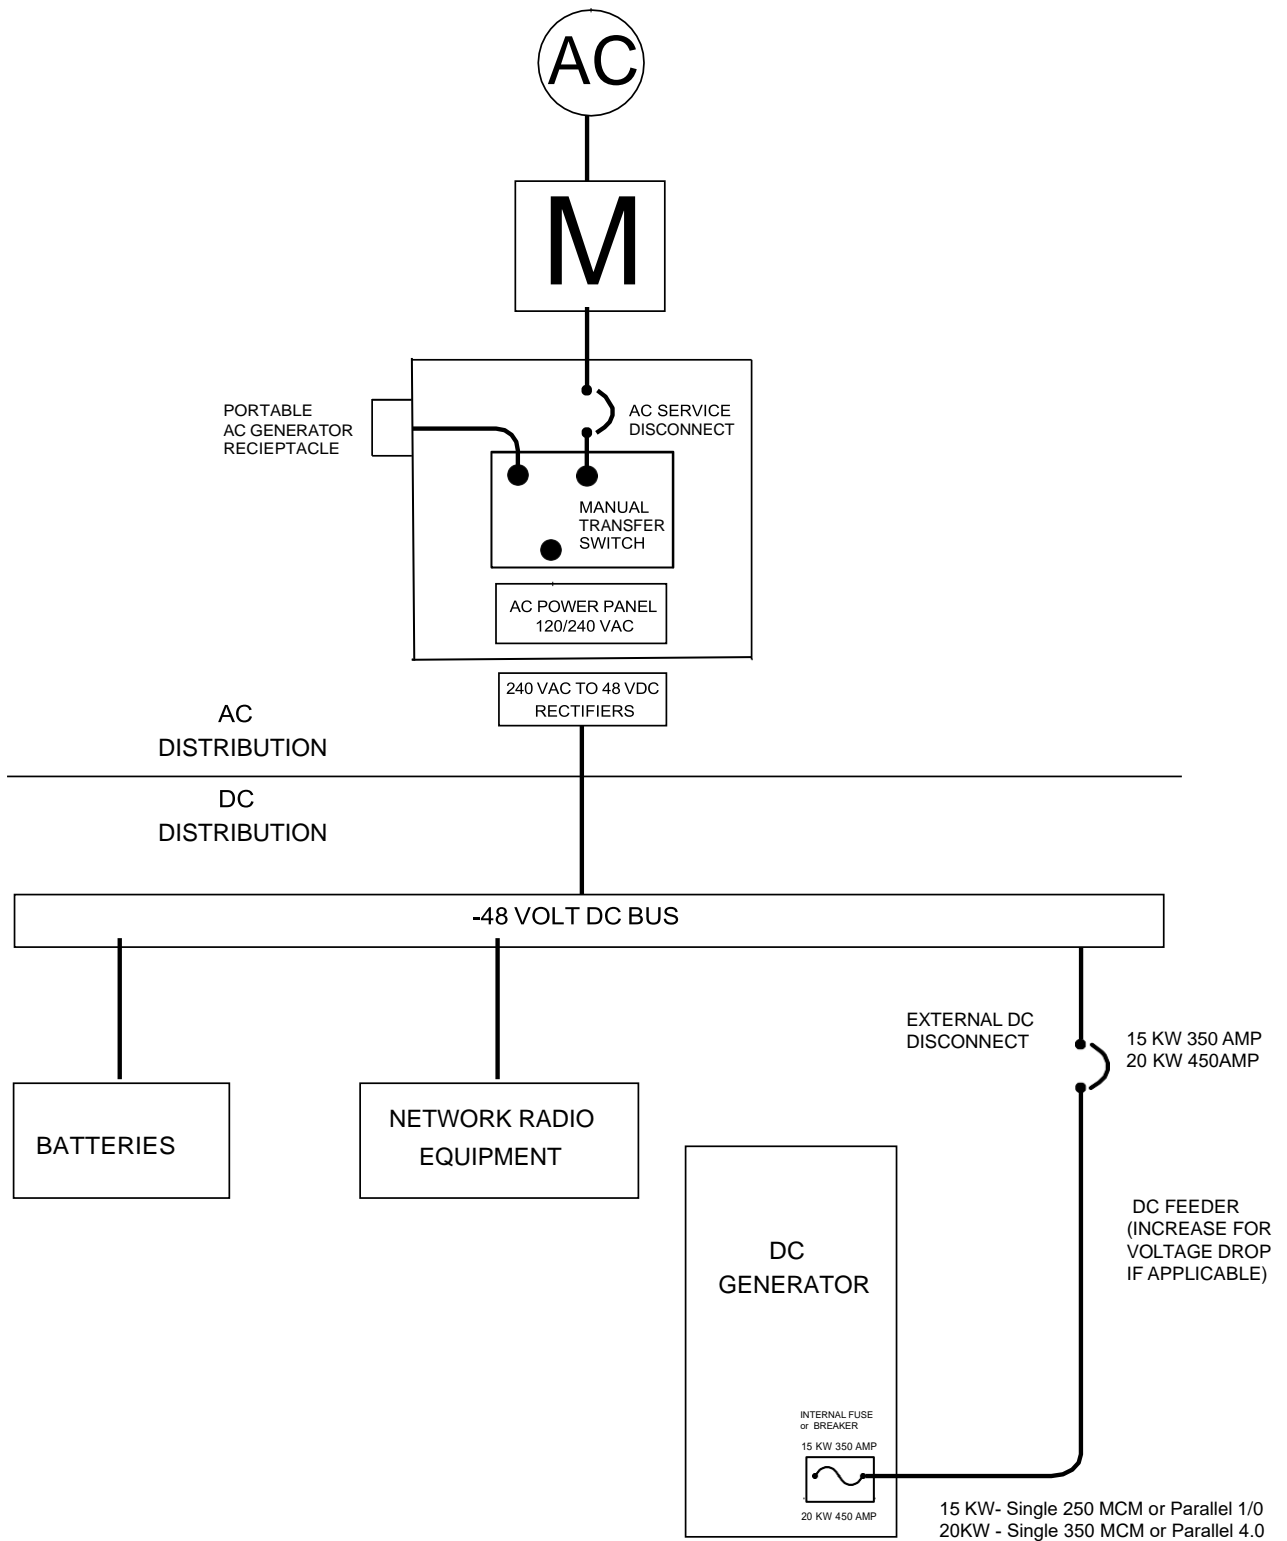 AC
M
PORTABLE
AC GENERATOR
RECIEPTACLE
AC SERVICE
DISCONNECT
MANUAL
TRANSFER
SWITCH
AC POWER PANEL
120/240 VAC
240 VAC TO 48 VDC
RECTIFIERS
AC
DISTRIBUTION
DC
DISTRIBUTION
-48 VOLT DC BUS
EXTERNAL DC
DISCONNECT
15 KW 350 AMP
20 KW 450AMP
BATTERIES
NETWORK RADIO
EQUIPMENT
DC FEEDER
(INCREASE FOR
VOLTAGE DROP
IF APPLICABLE)
DC
GENERATOR
INTERNAL FUSE
or BREAKER
15 KW 350 AMP
20 KW 450 AMP
15 KW- Single 250 MCM or Parallel 1/0
20KW - Single 350 MCM or Parallel 4.0